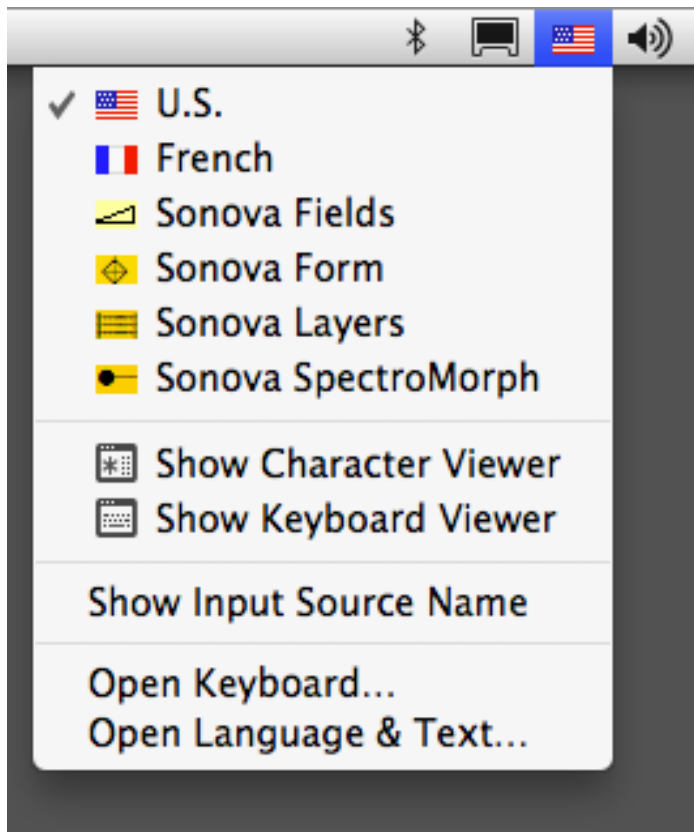 U.S.
French
Sonova Fields
Sonova Form
Sonova Layers
Sonova SpectroMorph
Show Character Viewer
Show Keyboard Viewer
Show Input Source Name
Open Keyboard...
Open Language & Text...